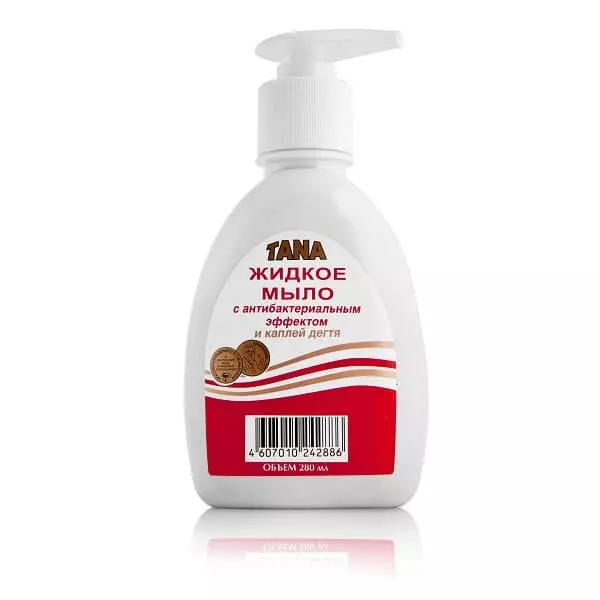 TANA
ЖИДКОЕ
МЫЛО
с антибактериальным
эффектом
и каплей дегтя
4 607010 242886
ОБЪЕМ 280 мл